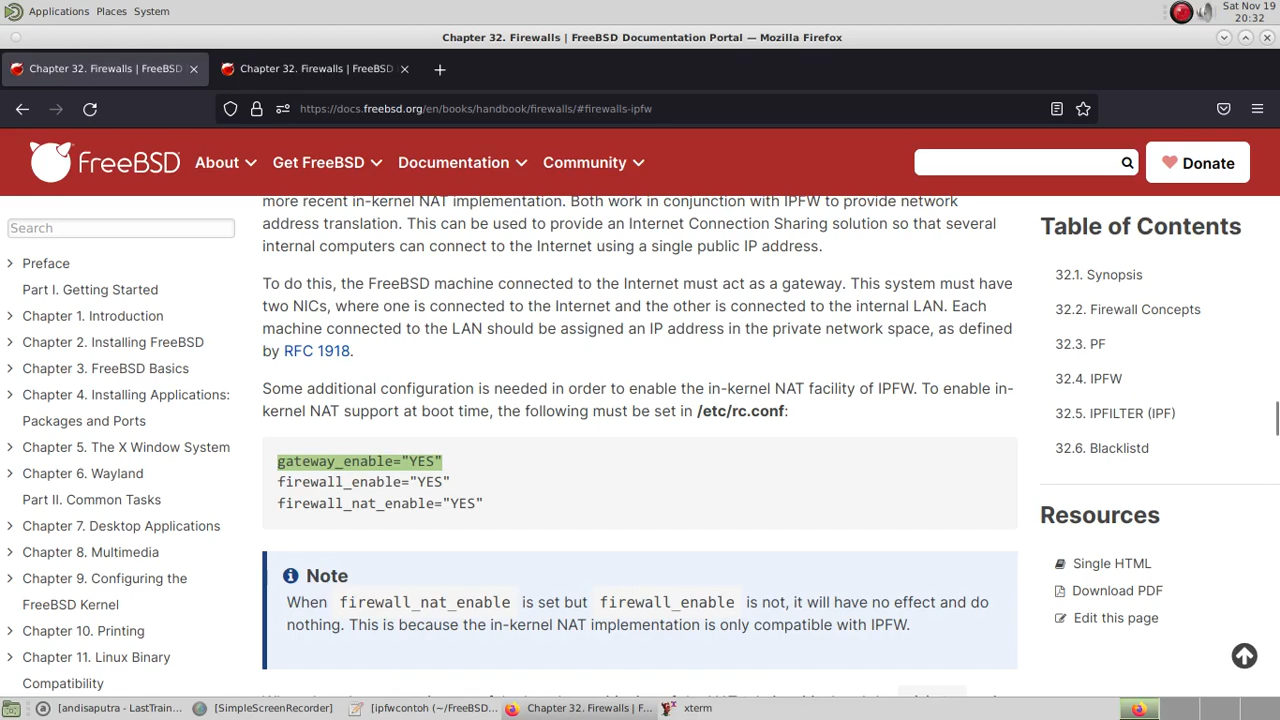 Applications Places System
Sat Nov 19
20:32
Chapter 32. Firewalls | FreeBSD Documentation Portal — Mozilla Firefox
Chapter 32. Firewalls | FreeBSD
Chapter 32. Firewalls | FreeBSD
https://docs.freebsd.org/en/books/handbook/firewalls/#firewalls-ipfw
FreeBSD
About
Get FreeBSD
Documentation
Community
Donate
Search
Preface
Part I. Getting Started
Chapter 1. Introduction
Chapter 2. Installing FreeBSD
Chapter 3. FreeBSD Basics
Chapter 4. Installing Applications:
Packages and Ports
Chapter 5. The X Window System
Chapter 6. Wayland
Part II. Common Tasks
Chapter 7. Desktop Applications
Chapter 8. Multimedia
Chapter 9. Configuring the
FreeBSD Kernel
Chapter 10. Printing
Chapter 11. Linux Binary
Compatibility
more recent in-kernel NAT implementation. Both work in conjunction with IPFW to provide network
address translation. This can be used to provide an Internet Connection Sharing solution so that several
internal computers can connect to the Internet using a single public IP address.
To do this, the FreeBSD machine connected to the Internet must act as a gateway. This system must have
two NICs, where one is connected to the Internet and the other is connected to the internal LAN. Each
machine connected to the LAN should be assigned an IP address in the private network space, as defined
by RFC 1918.
Some additional configuration is needed in order to enable the in-kernel NAT facility of IPFW. To enable in-
kernel NAT support at boot time, the following must be set in /etc/rc.conf:
gateway_enable="YES"
firewall_enable="YES"
firewall_nat_enable="YES"
Note
When firewall_nat_enable is set but firewall_enable is not, it will have no effect and do
nothing. This is because the in-kernel NAT implementation is only compatible with IPFW.
Table of Contents
32.1. Synopsis
32.2. Firewall Concepts
32.3. PF
32.4. IPFW
32.5. IPFILTER (IPF)
32.6. Blacklistd
Resources
Single HTML
Download PDF
Edit this page
[andisaputra - LastTrain...
[SimpleScreenRecorder]
[ipfwcontoh (~/FreeBSD...
Chapter 32. Firewalls | F...
xterm